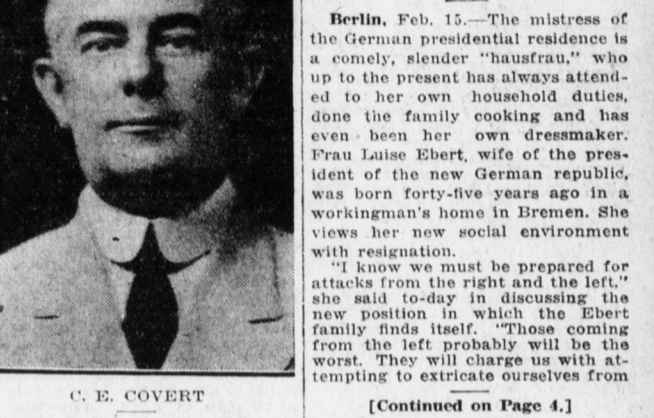 C. E. COVERT
Berlin, Feb. 15.—The mistress of
the German presidential residence is
a comely, slender "hausfrau," who
up to the present has always attend-
ed to her own household duties,
done the family cooking and has
even been her own dressmaker.
Frau Luise Ebert, wife of the pres-
ident of the new German republic,
was born forty-five years ago in a
workingman's home in Bremen. She
views her new social environment
with resignation.
"I know we must be prepared for
attacks from the right and the left,"
she said to-day in discussing the
new position in which the Ebert
family finds itself. "Those coming
from the left probably will be the
worst. They will charge us with at-
tempting to extricate ourselves from
[Continued on Page 4.]